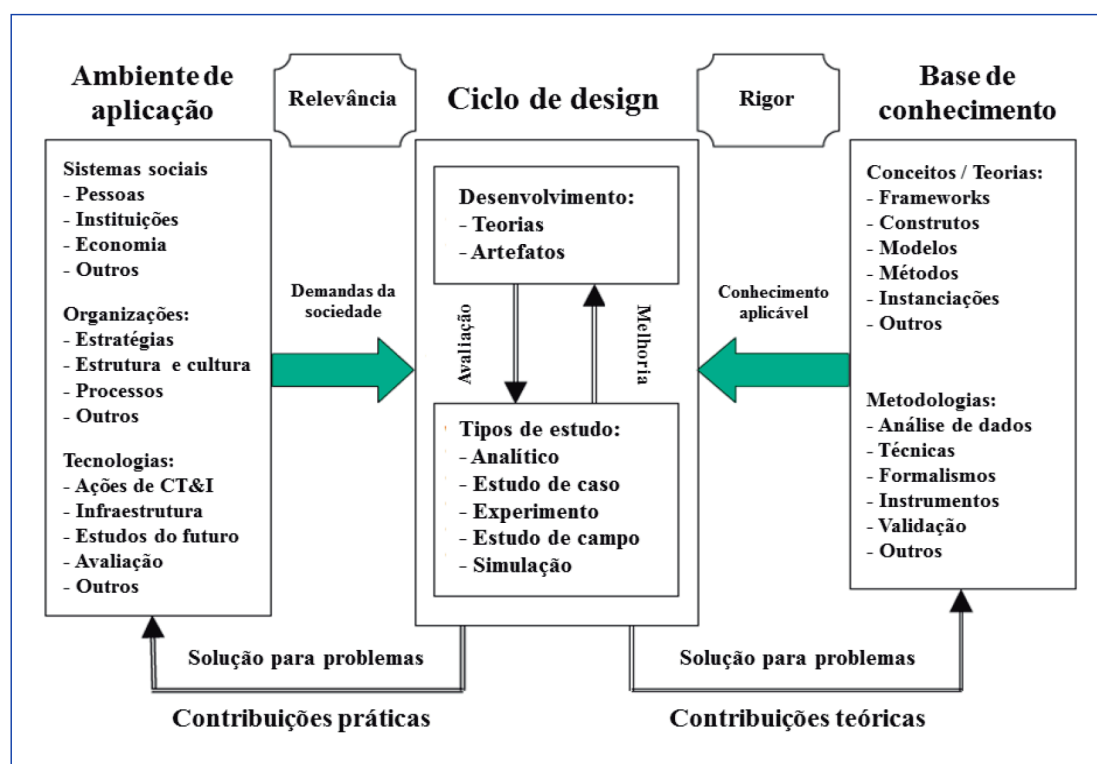 Ambiente de
aplicação
Relevância
Ciclo de design
Rigor
Base de
conhecimento
Sistemas sociais
- Pessoas
- Instituições
- Economia
- Outros
Organizações:
- Estratégias
- Estrutura e cultura
- Processos
- Outros
Tecnologias:
- Ações de CT&I
- Infraestrutura
- Estudos do futuro
- Avaliação
- Outros
Demandas da
sociedade
Desenvolvimento:
- Teorias
- Artefatos
Avaliação
Melhoria
Tipos de estudo:
- Analítico
- Estudo de caso
- Experimento
- Estudo de campo
- Simulação
Conhecimento
aplicável
Conceitos / Teorias:
- Frameworks
- Construtos
- Modelos
- Métodos
- Instanciações
- Outros
Metodologias:
- Análise de dados
- Técnicas
- Formalismos
- Instrumentos
- Validação
- Outros
Solução para problemas
Contribuições práticas
Solução para problemas
Contribuições teóricas